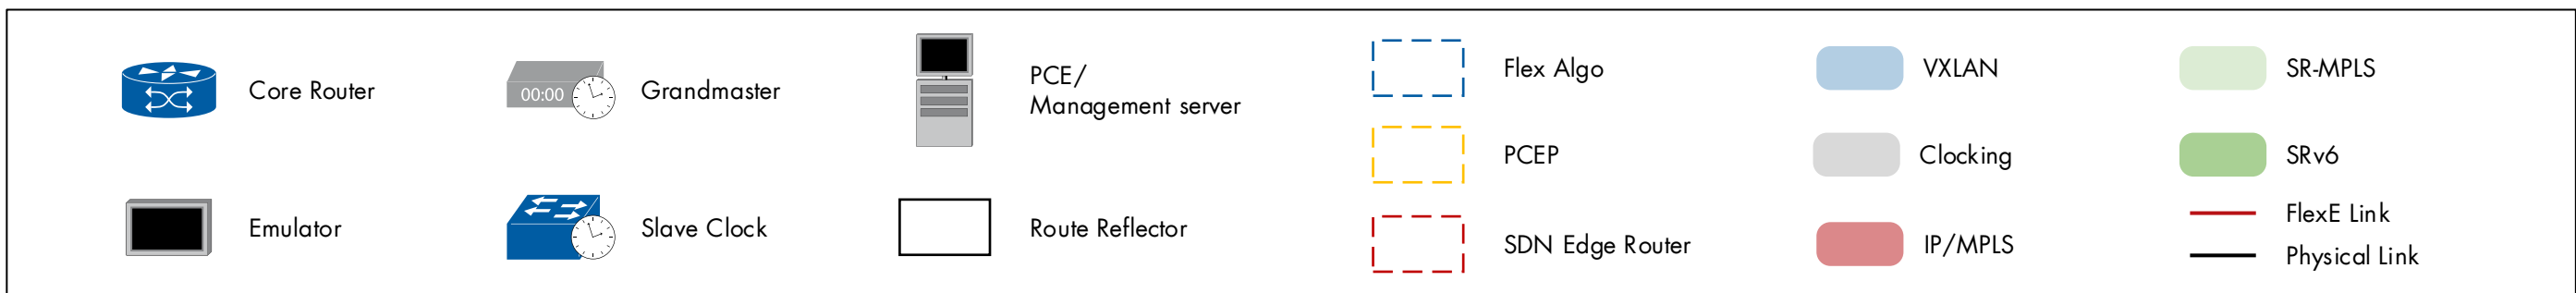 Core Router
Emulator
00:00
Grandmaster
Slave Clock
PCE/
Management server
Route Reflector
Flex Algo
PCEP
SDN Edge Router
VXLAN
Clocking
IP/MPLS
SR-MPLS
SRv6
FlexE Link
Physical Link